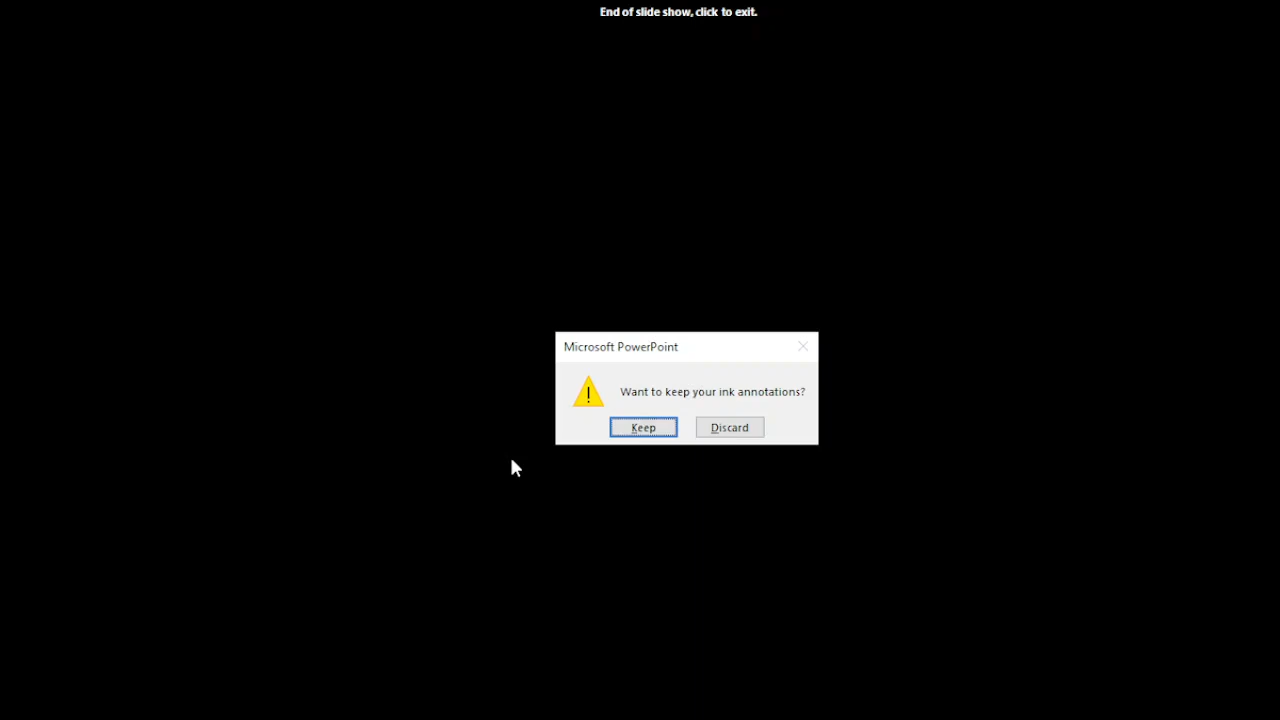 End of slide show, click to exit.
Microsoft PowerPoint
Want to keep your ink annotations?
Keep
Discard